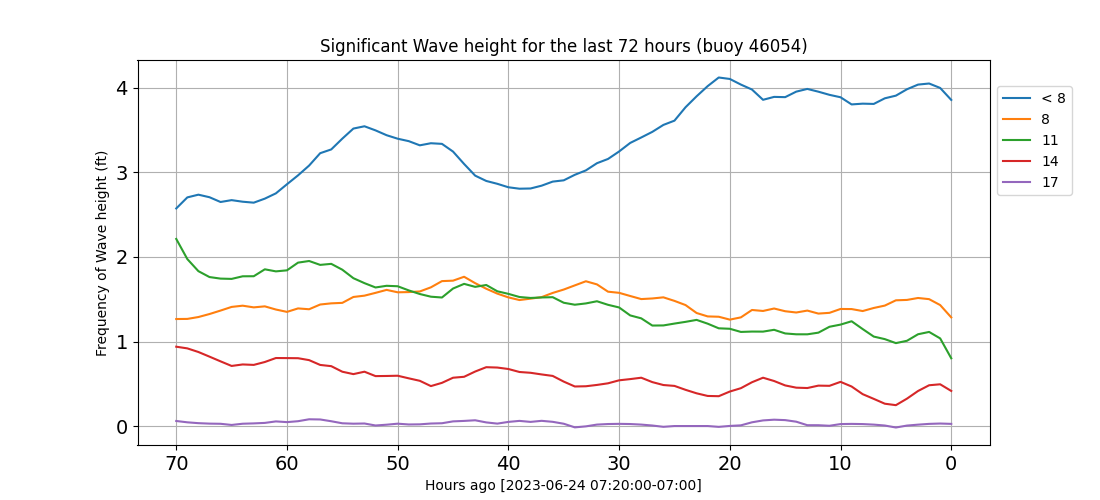 Significant Wave height for the last 72 hours (buoy 46054)
Frequency of Wave height (ft)
4
3
2
1
0
70 60 50 40 30 20 10 0
Hours ago [2023-06-24 07:20:00-07:00]
< 8
8
11
14
17